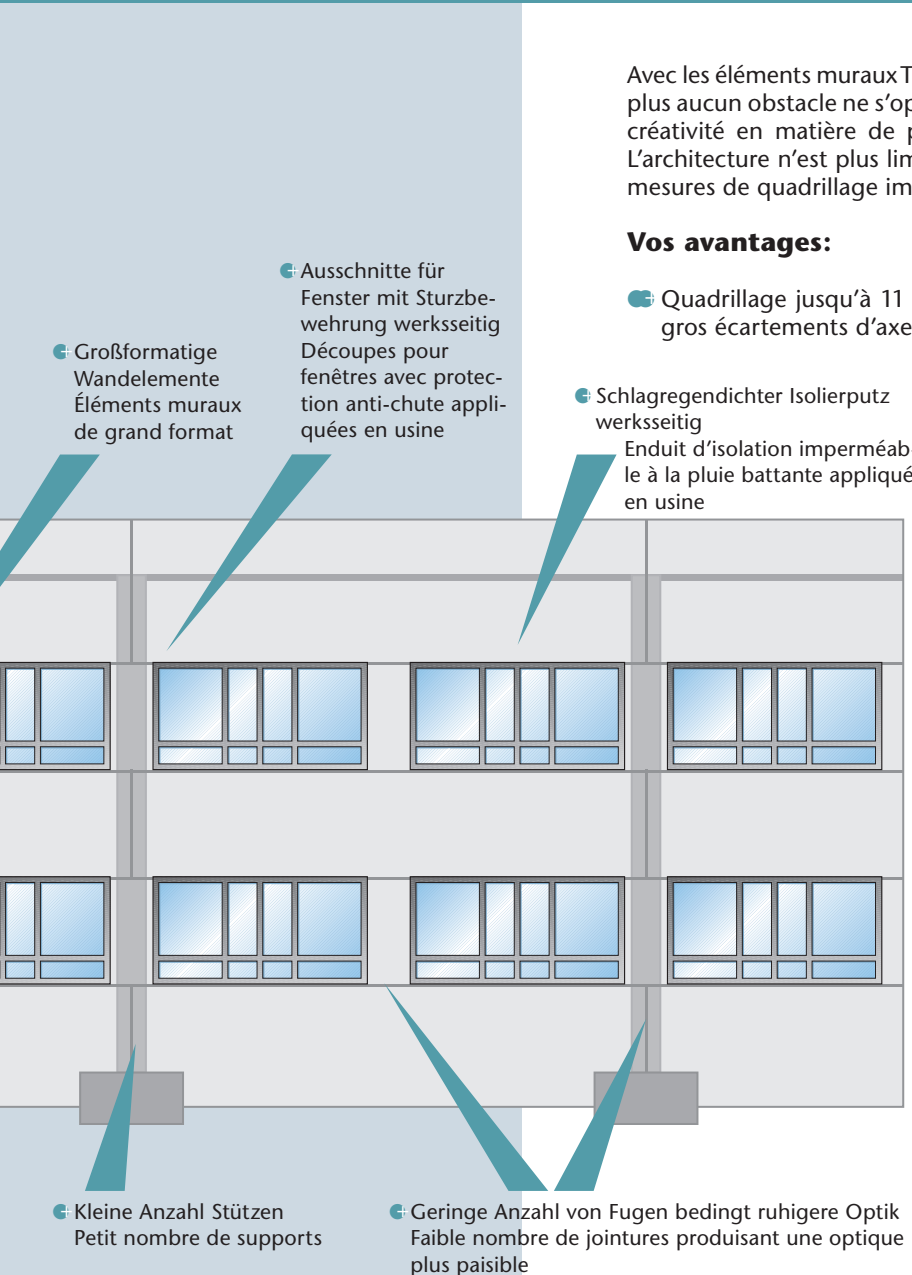 Avec les éléments muraux
plus aucun obstacle ne
créativité en matière de
L'architecture n'est plus
mesures de quadrillage
Vos avantages:
Quadrillage jusqu'à 11
gros écartements
Ausschnitte für
Fenster mit Sturzbe-
wehrung werksseitig
Découpes pour
fenêtres avec protec-
tion anti-chute appli-
quées en usine
Großformatige
Wandelemente
Éléments muraux
de grand format
Schlagregendichter Isolierputz
werksseitig
Enduit d'isolation imperméab-
le à la pluie battante appliqué
en usine
Kleine Anzahl Stützen
Petit nombre de supports
Geringe Anzahl von Fugen bedingt ruhigere Optik
Faible nombre de jointures produisant une optique
plus paisible